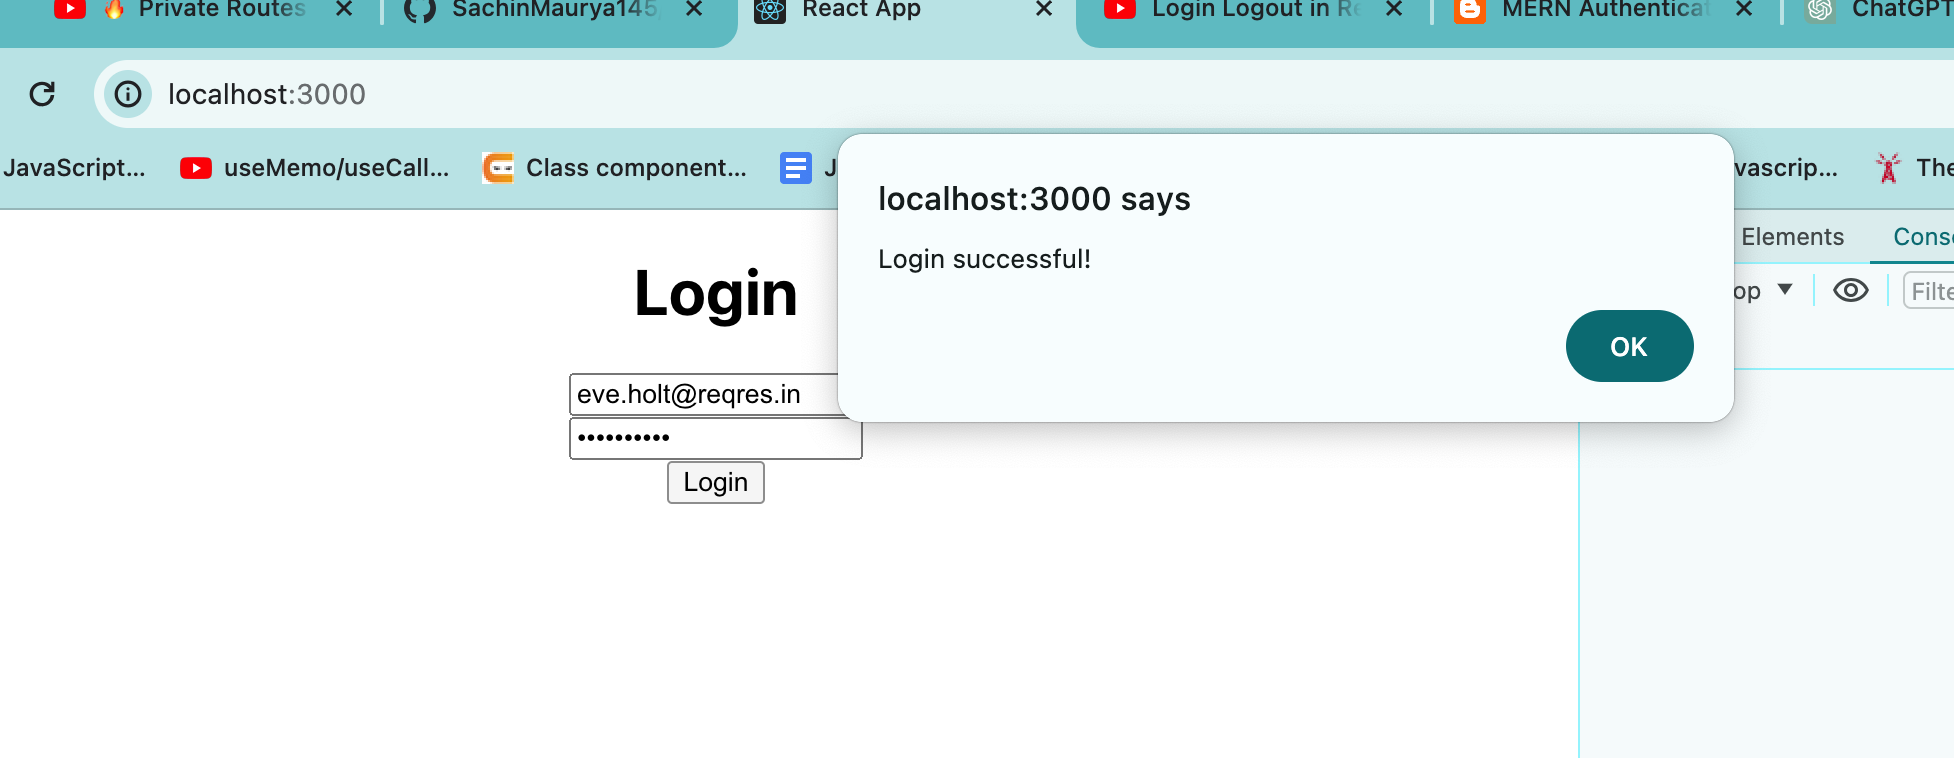 Private Routes
SachinMaurya145
React App
Login Logout in Re
MERN Authenticat
ChatGPT
localhost:3000
JavaScript...
useMemo/useCall...
Class component...
J
vascrip...
The
localhost:3000 says
Login successful!
OK
Elements
Conso
op
Filte
Login
eve.holt@reqres.in
••••••••••
Login